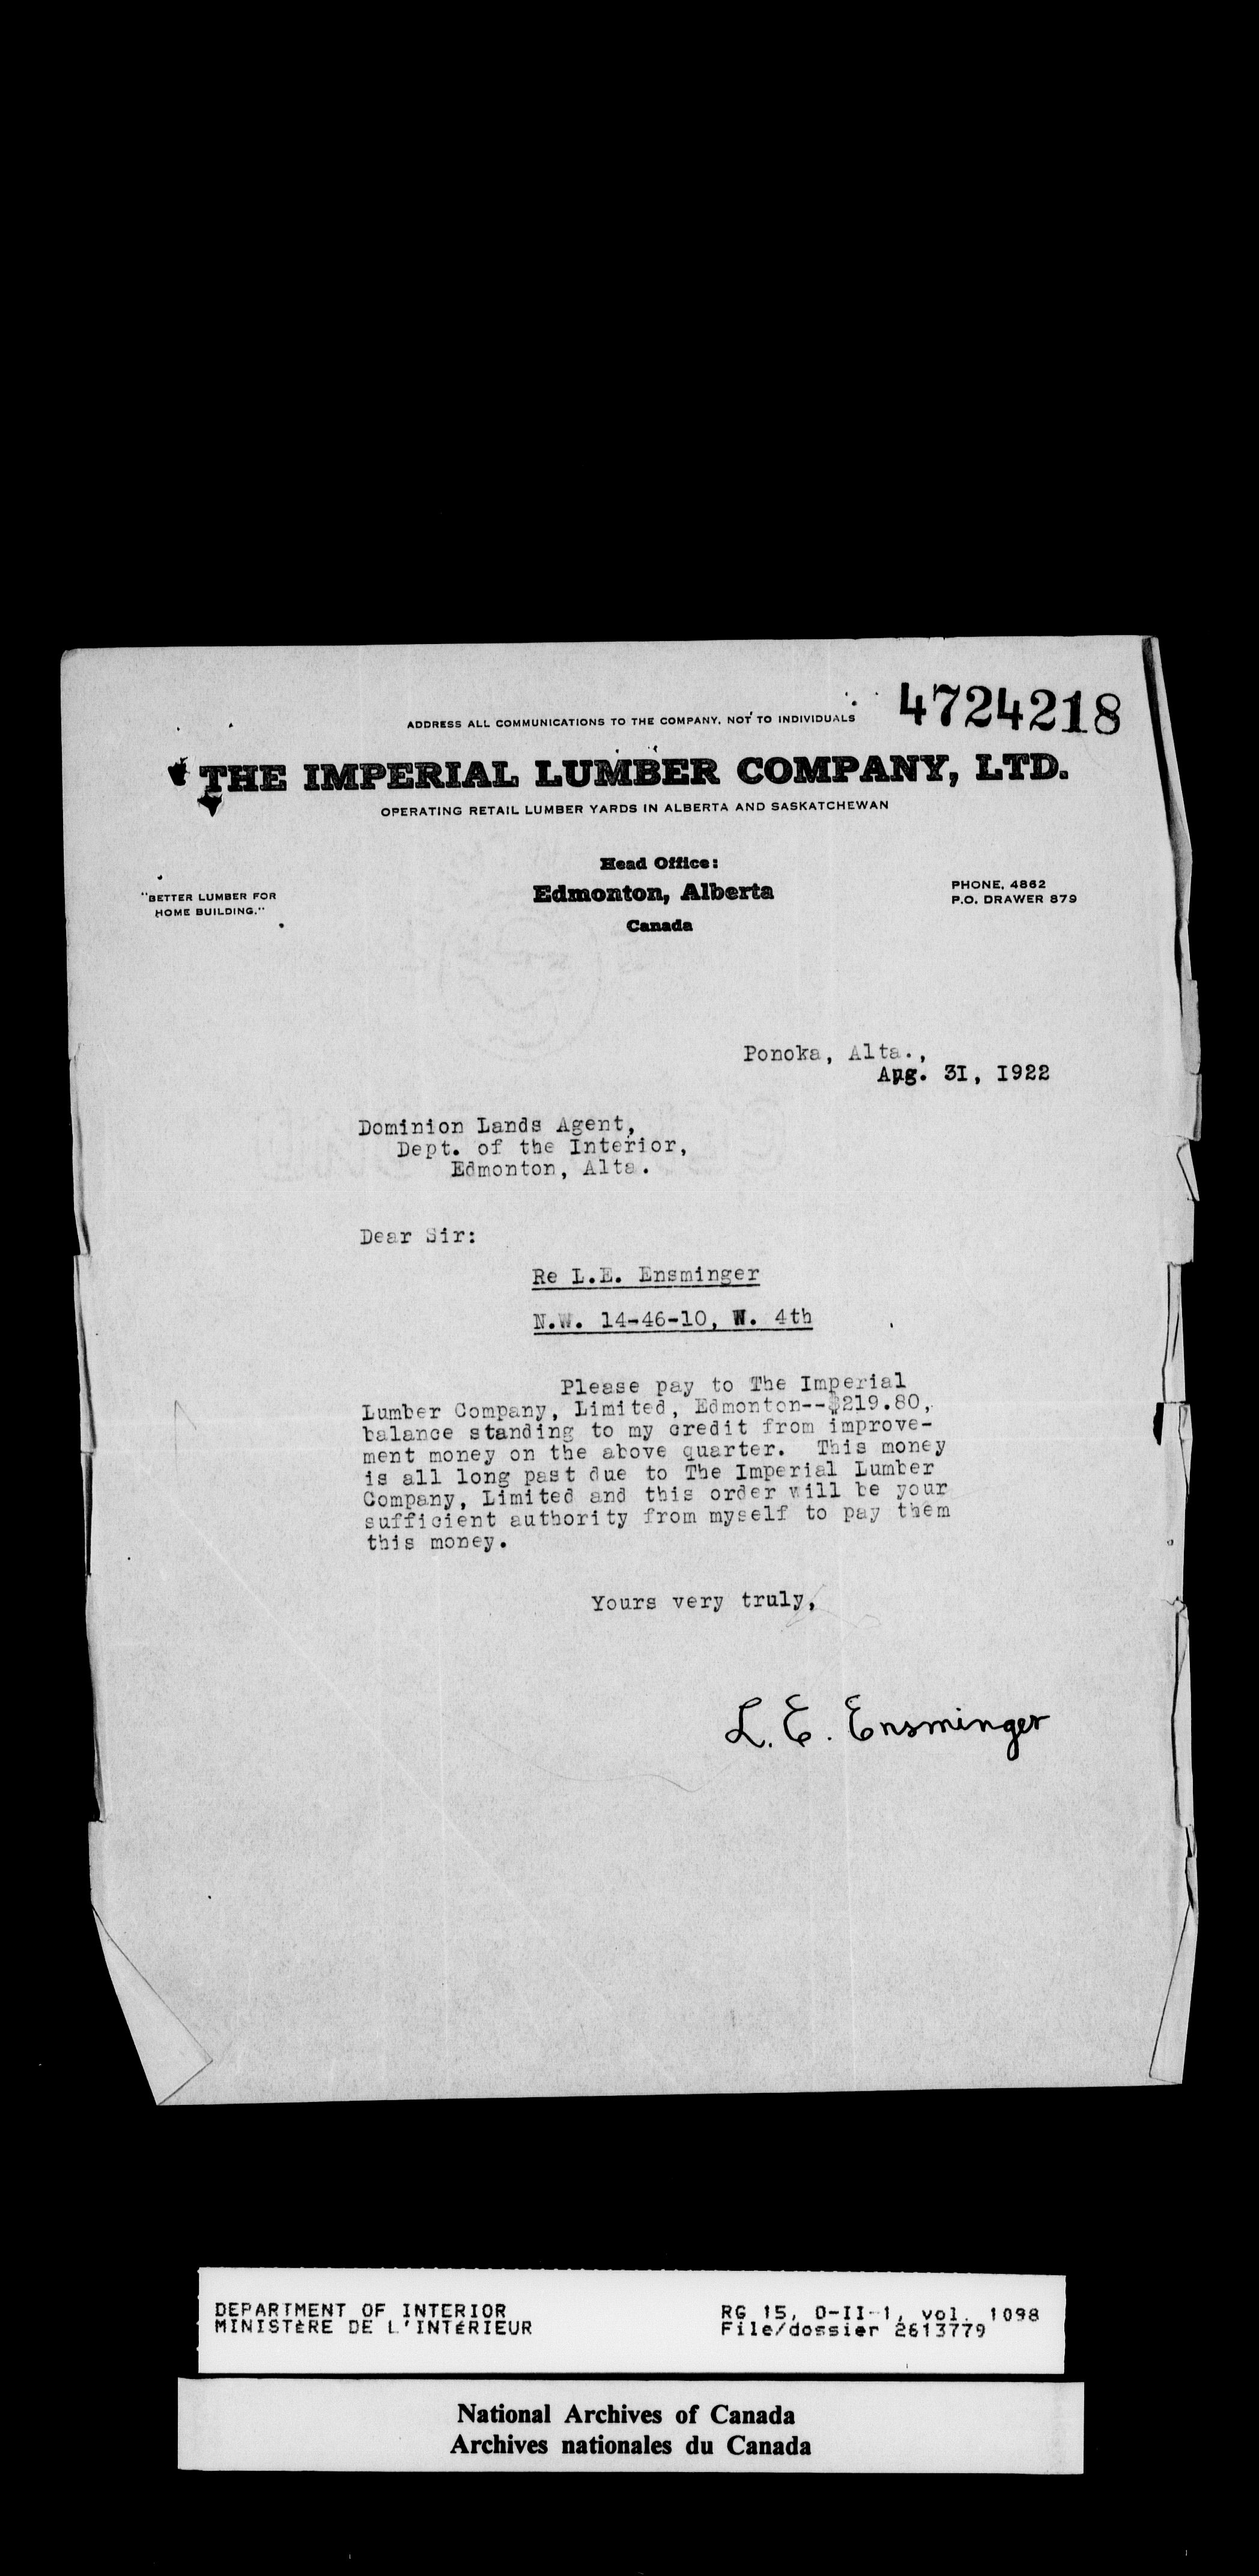 4724218
ADDRESS ALL COMMUNICATIONS TO THE COMPANY, NOT TO INDIVIDUALS
THE IMPERIAL LUMBER COMPANY, LTD.
OPERATING RETAIL LUMBER YARDS IN ALBERTA AND SASKATCHEWAN
Head Office:
Edmonton, Alberta
Canada
"BETTER LUMBER FOR
HOME BUILDING."
PHONE, 4862
P.O. DRAWER 879
Ponoka, Alta.,
Aug. 3I, I922
Dominion Lands Agent,
Dept. of the Interior,
Edmonton, Alta.
Dear Sir:
Re L.E. Ensminger
N.W. 14-46-10, W. 4th
Please pay to The Imperial
Lumber Company, Limited, Edmonton--$219.80,
balance standing to my credit from improve-
ment money on the above quarter. This money
is all long past due to The Imperial Lumber
Company, Limited and this order will be your
sufficient authority from myself to pay them
this money.
Yours very truly,
L. E. Ensminger
DEPARTMENT OF INTERIOR
MINISTÈRE DE L'INTÉRIEUR
RG 15, D-II-1, vol. 1098
File/dossier 2613779
National Archives of Canada
Archives nationales du Canada